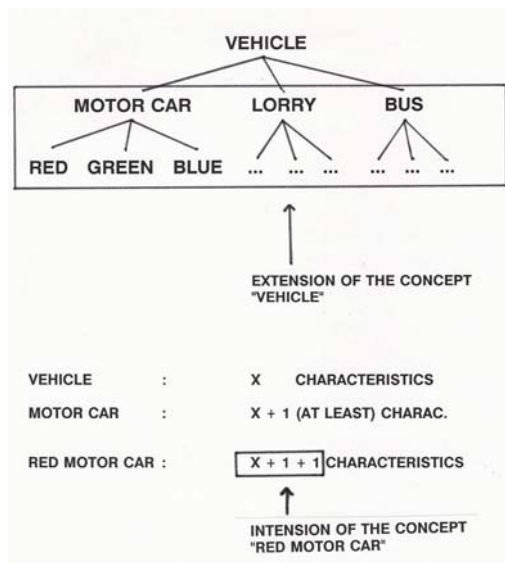 VEHICLE
MOTOR CAR LORRY BUS
RED GREEN BLUE ... ... ... ... ... ...
EXTENSION OF THE CONCEPT
"VEHICLE"
VEHICLE : X CHARACTERISTICS
MOTOR CAR : X + 1 (AT LEAST) CHARAC.
RED MOTOR CAR : X + 1 + 1 CHARACTERISTICS
INTENSION OF THE CONCEPT
"RED MOTOR CAR"